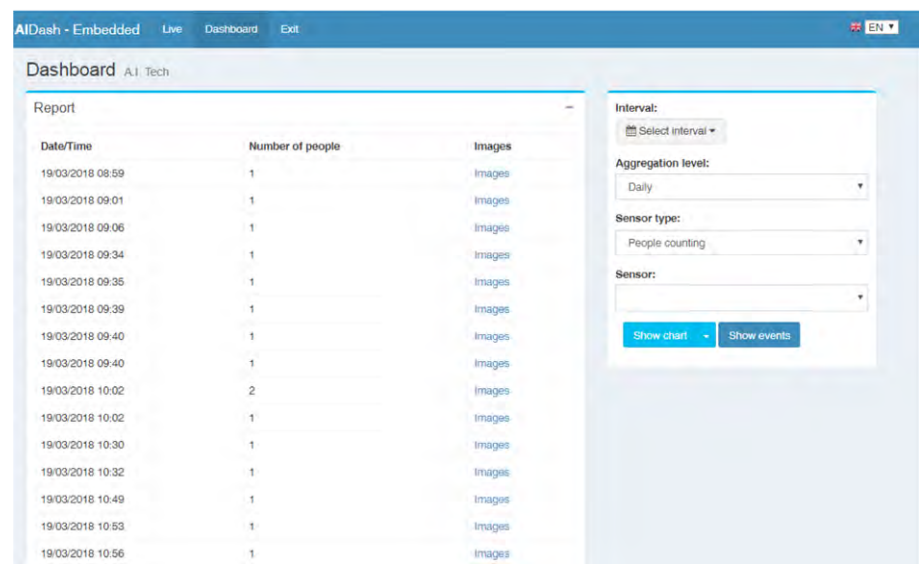 AIDash - Embedded Live Dashboard Exit EN
Dashboard A.I. Tech
Report
Date/Time Number of people Images
19/03/2018 08:59 1 Images
19/03/2018 09:01 1 Images
19/03/2018 09:06 1 Images
19/03/2018 09:34 1 Images
19/03/2018 09:35 1 Images
19/03/2018 09:39 1 Images
19/03/2018 09:40 1 Images
19/03/2018 09:40 1 Images
19/03/2018 10:02 2 Images
19/03/2018 10:02 1 Images
19/03/2018 10:30 1 Images
19/03/2018 10:32 1 Images
19/03/2018 10:49 1 Images
19/03/2018 10:53 1 Images
19/03/2018 10:56 1 Images
Interval:
Select interval
Aggregation level:
Daily
Sensor type:
People counting
Sensor:
Show chart Show events